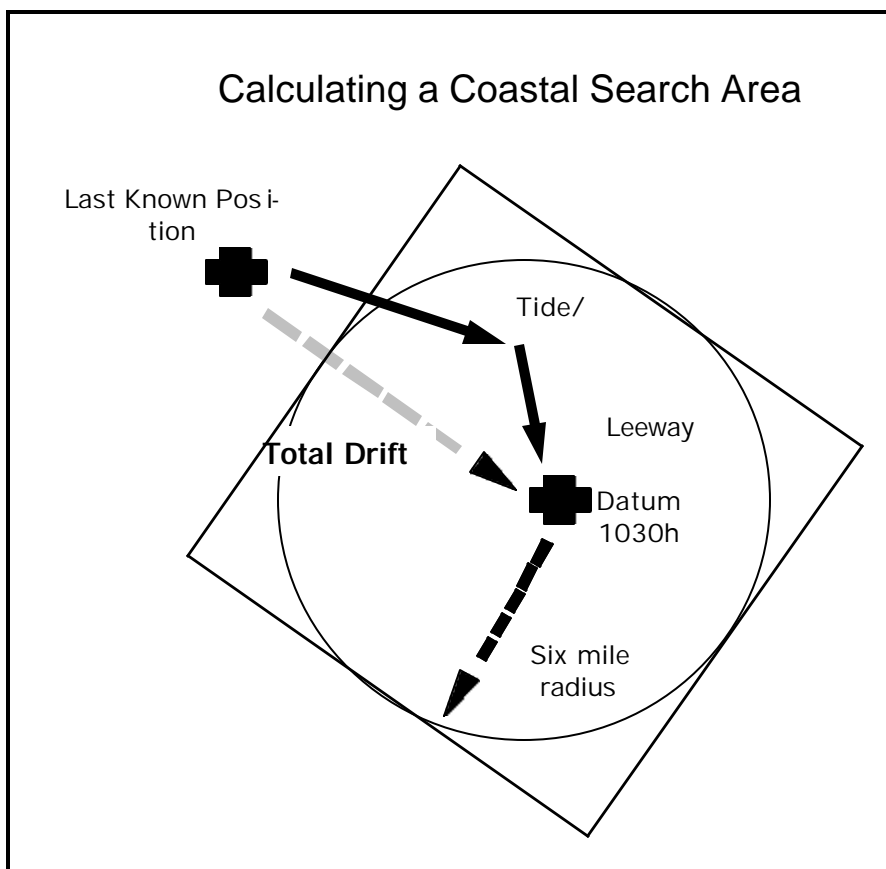 Calculating a Coastal Search Area
Last Known Posi-
tion
Tide/
Leeway
Total Drift
Datum
1030h
Six mile
radius